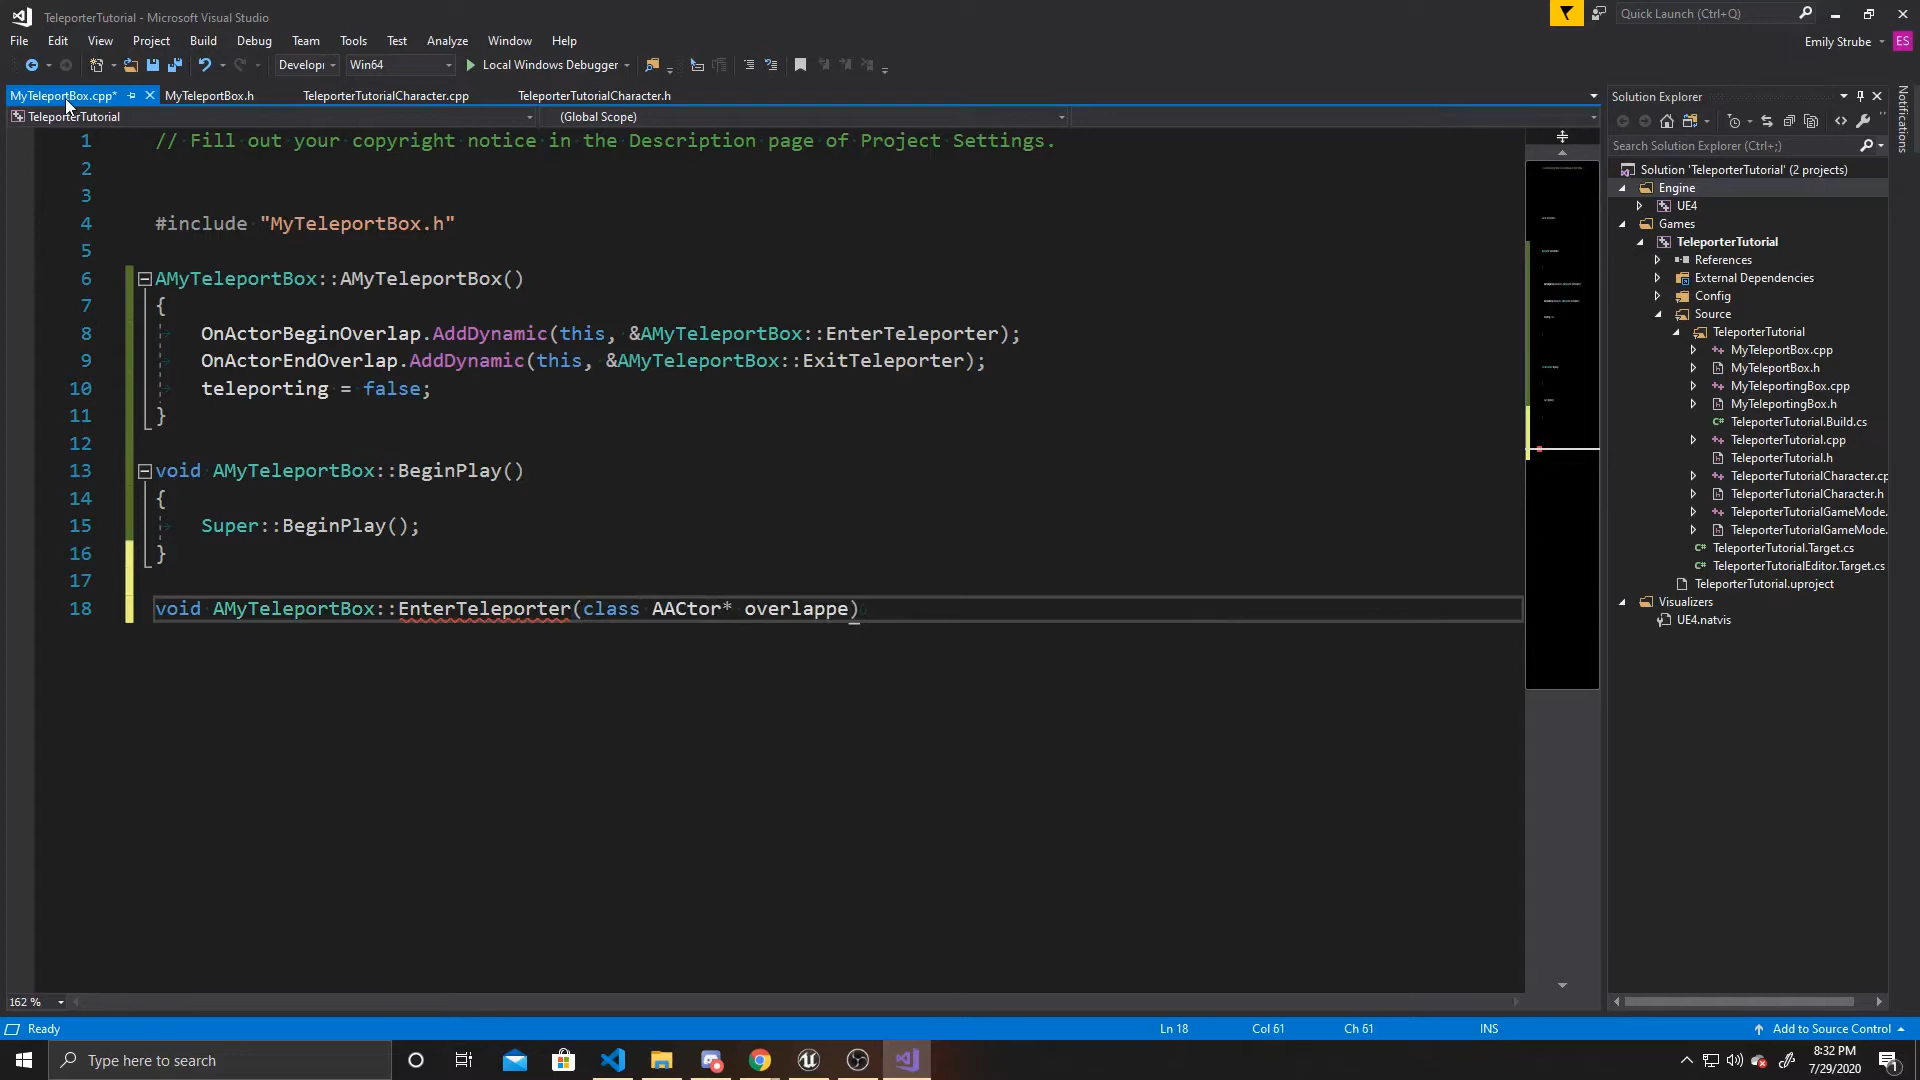 TeleporterTutorial - Microsoft Visual Studio
Quick Launch (Ctrl+Q)
File Edit View Project Build Debug Team Tools Test Analyze Window Help
Emily Strube ES
Developı Win64 Local Windows Debugger
MyTeleportBox.cpp* MyTeleportBox.h TeleporterTutorialCharacter.cpp TeleporterTutorialCharacter.h
TeleporterTutorial (Global Scope)
1 // Fill out your copyright notice in the Description page of Project Settings.
2
3
4 #include "MyTeleportBox.h"
5
6 AMyTeleportBox::AMyTeleportBox()
7 {
8 OnActorBeginOverlap.AddDynamic(this, &AMyTeleportBox::EnterTeleporter);
9 OnActorEndOverlap.AddDynamic(this, &AMyTeleportBox::ExitTeleporter);
10 teleporting = false;
11 }
12
13 void AMyTeleportBox::BeginPlay()
14 {
15 Super::BeginPlay();
16 }
17
18 void AMyTeleportBox::EnterTeleporter(class AACtor* overlappe)
162 %
Solution Explorer
Search Solution Explorer (Ctrl+;)
Solution 'TeleporterTutorial' (2 projects)
Engine
UE4
Games
TeleporterTutorial
References
External Dependencies
Config
Source
TeleporterTutorial
MyTeleportBox.cpp
MyTeleportBox.h
MyTeleportingBox.cpp
MyTeleportingBox.h
TeleporterTutorial.Build.cs
TeleporterTutorial.cpp
TeleporterTutorial.h
TeleporterTutorialCharacter.cp
TeleporterTutorialCharacter.h
TeleporterTutorialGameMode.
TeleporterTutorialGameMode.
TeleporterTutorial.Target.cs
TeleporterTutorialEditor.Target.cs
TeleporterTutorial.uproject
Visualizers
UE4.natvis
Notifications
Ready Ln 18 Col 61 Ch 61 INS Add to Source Control
Type here to search
8:32 PM
7/29/2020
1